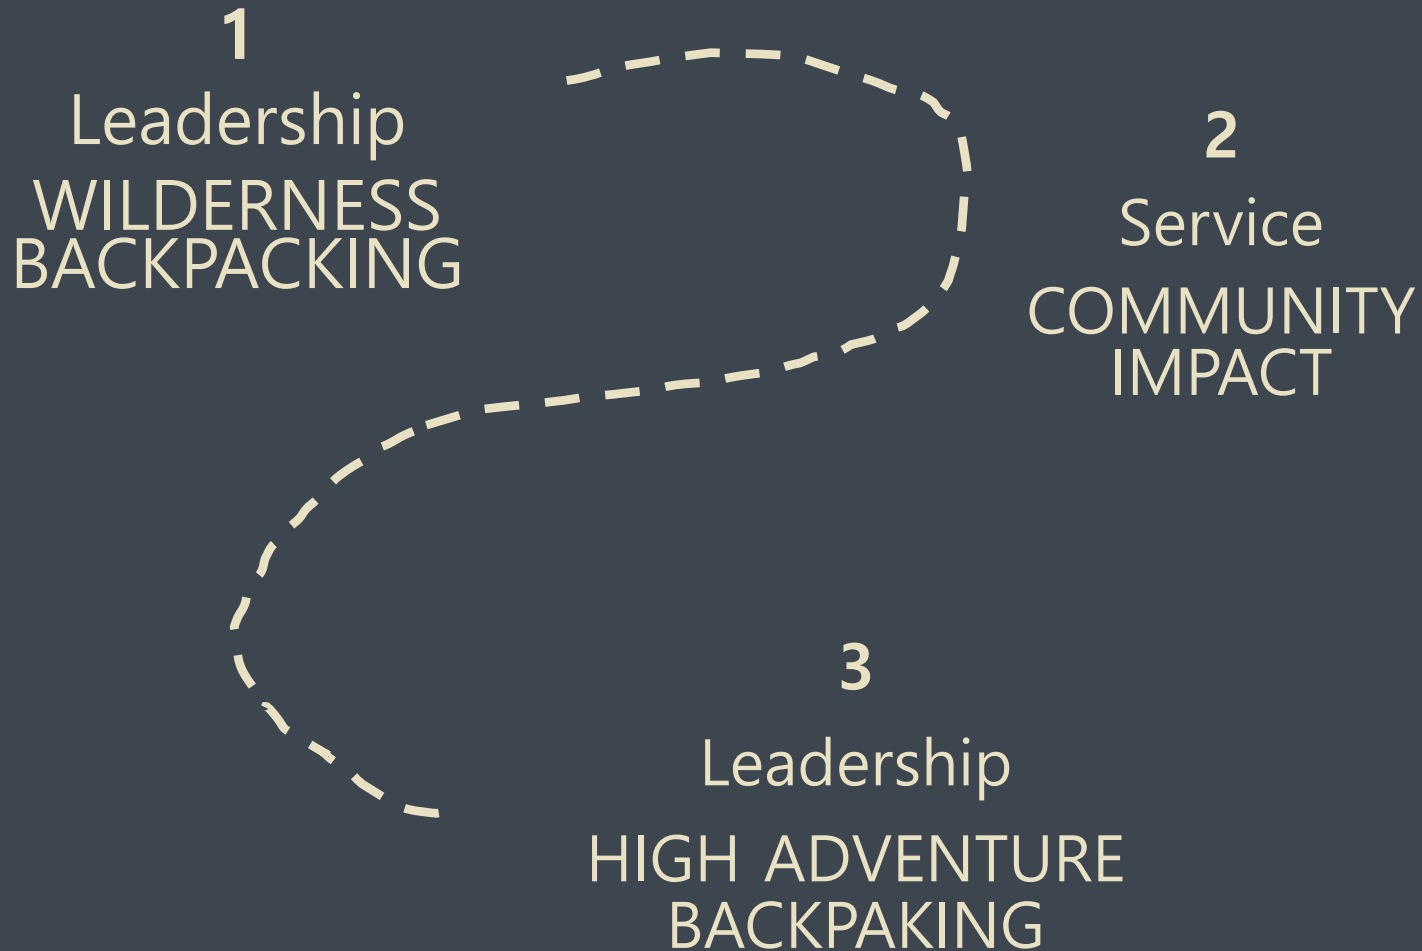 1
Leadership
WILDERNESS
BACKPACKING
2
Service
COMMUNITY
IMPACT
3
Leadership
HIGH ADVENTURE
BACKPAKING